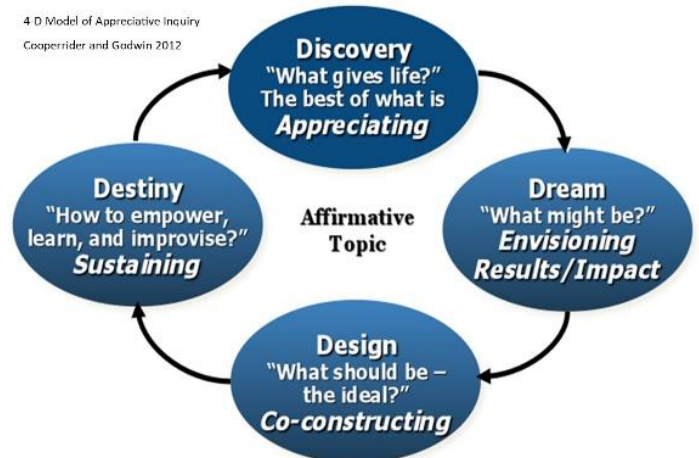 4-D Model of Appreciative Inquiry
Cooperrider and Godwin 2012
Discovery
“What gives life?”
The best of what is
Appreciating
Dream
“What might be?”
Envisioning
Results/Impact
Design
“What should be –
the ideal?”
Co-constructing
Destiny
“How to empower,
learn, and improvise?”
Sustaining
Affirmative
Topic